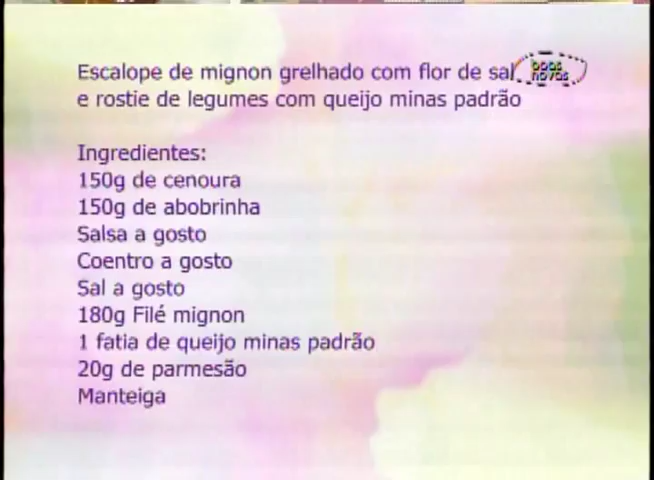 Escalope de mignon grelhado com flor de sal
boas
novas
e rostie de legumes com queijo minas padrão
Ingredientes:
150g de cenoura
150g de abobrinha
Salsa a gosto
Coentro a gosto
Sal a gosto
180g Filé mignon
1 fatia de queijo minas padrão
20g de parmesão
Manteiga